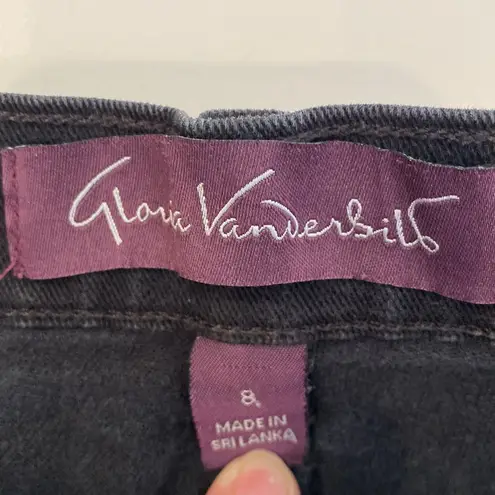 Gloria Vanderbilt
8
MADE IN
SRI LANKA